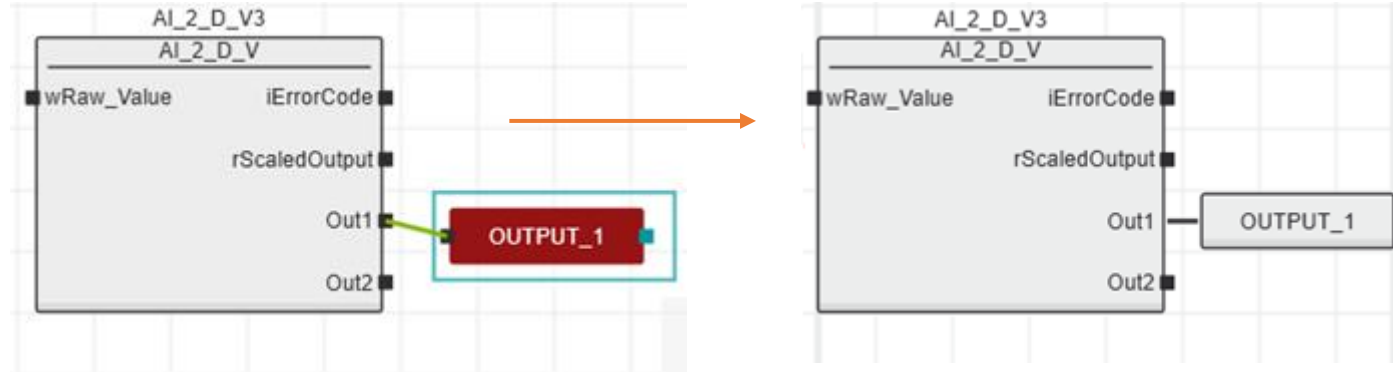 AI_2_D_V3
AI_2_D_V
wRaw_Value iErrorCode
rScaledOutput
Out1 OUTPUT_1
Out2
AI_2_D_V3
AI_2_D_V
wRaw_Value iErrorCode
rScaledOutput
Out1 OUTPUT_1
Out2